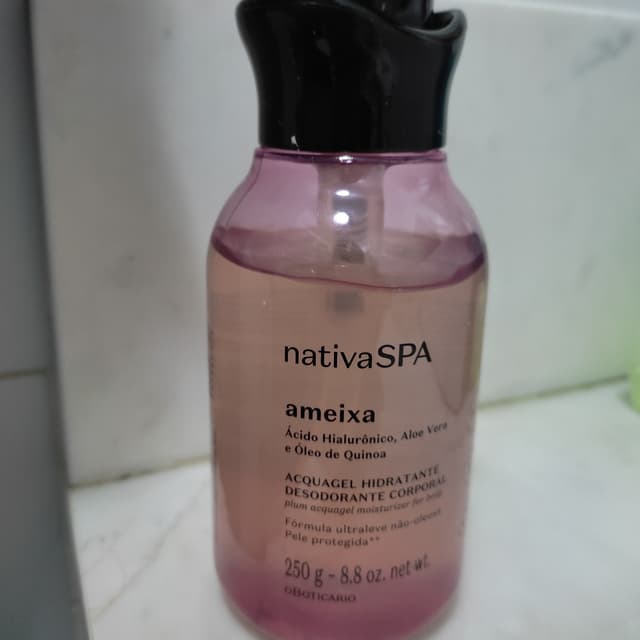 nativaSPA
ameixa
Ácido Hialurônico, Aloe Vera
e Óleo de Quinoa
ACQUAGEL HIDRATANTE
DESODORANTE CORPORAL
plum acquagel moisturizer for body
Fórmula ultraleve não-oleosa
Pele protegida**
250 g - 8.8 oz. net wt.
oBOTICÁRIO